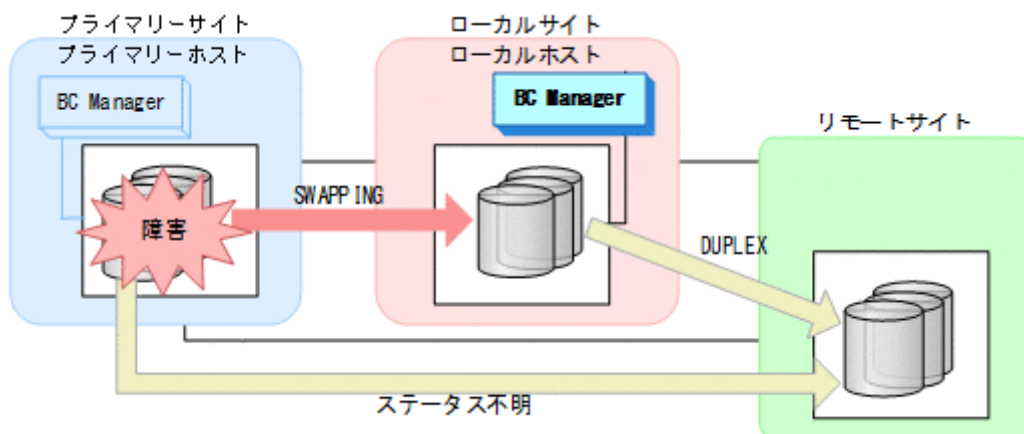 プライマリーサイト
プライマリーホスト
BC Manager
ローカルサイト
ローカルホスト
BC Manager
リモートサイト
障害
SWAPPING
DUPLEX
ステータス不明